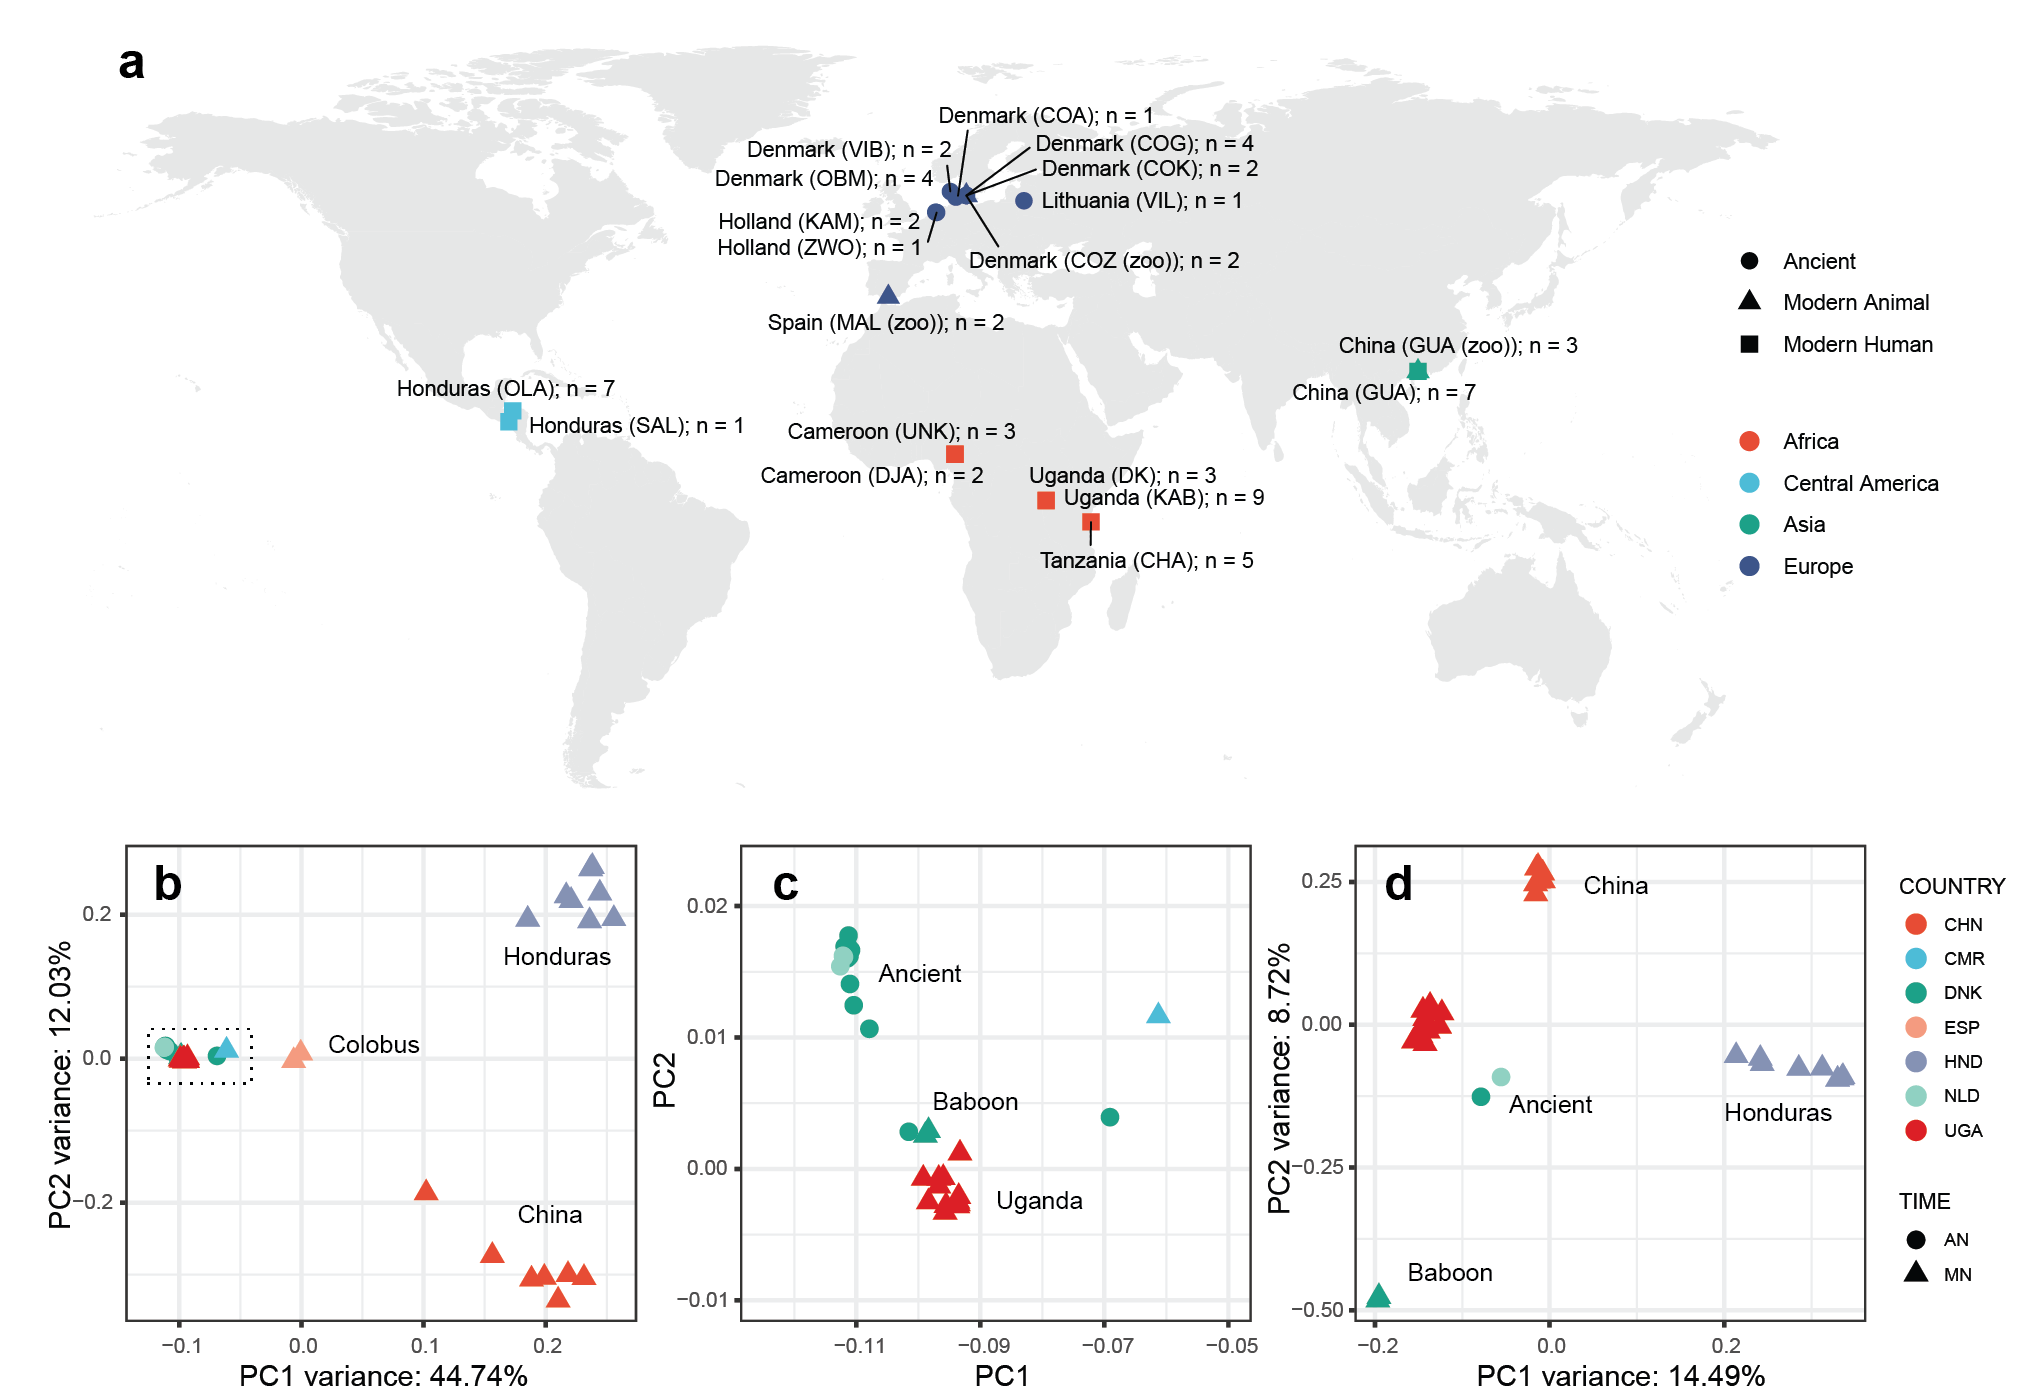 a
Denmark (COA); n = 1
Denmark (VIB); n = 2
Denmark (COG); n = 4
Denmark (OBM); n = 4
Denmark (COK); n = 2
Lithuania (VIL); n = 1
Holland (KAM); n = 2
Holland (ZWO); n = 1
Denmark (COZ (zoo)); n = 2
Spain (MAL (zoo)); n = 2
China (GUA (zoo)); n = 3
China (GUA); n = 7
Honduras (OLA); n = 7
Honduras (SAL); n = 1
Cameroon (UNK); n = 3
Cameroon (DJA); n = 2
Uganda (DK); n = 3
Uganda (KAB); n = 9
Tanzania (CHA); n = 5
Ancient
Modern Animal
Modern Human
Africa
Central America
Asia
Europe
b
Honduras
Colobus
China
0.2
0.0
−0.2
PC2 variance: 12.03%
−0.1
0.0
0.1
0.2
PC1 variance: 44.74%
c
Ancient
Baboon
Uganda
0.02
0.01
0.00
−0.01
PC2
−0.11
−0.09
−0.07
−0.05
PC1
d
China
Ancient
Honduras
Baboon
0.25
0.00
−0.25
−0.50
PC2 variance: 8.72%
−0.2
0.0
0.2
PC1 variance: 14.49%
COUNTRY
CHN
CMR
DNK
ESP
HND
NLD
UGA
TIME
AN
MN